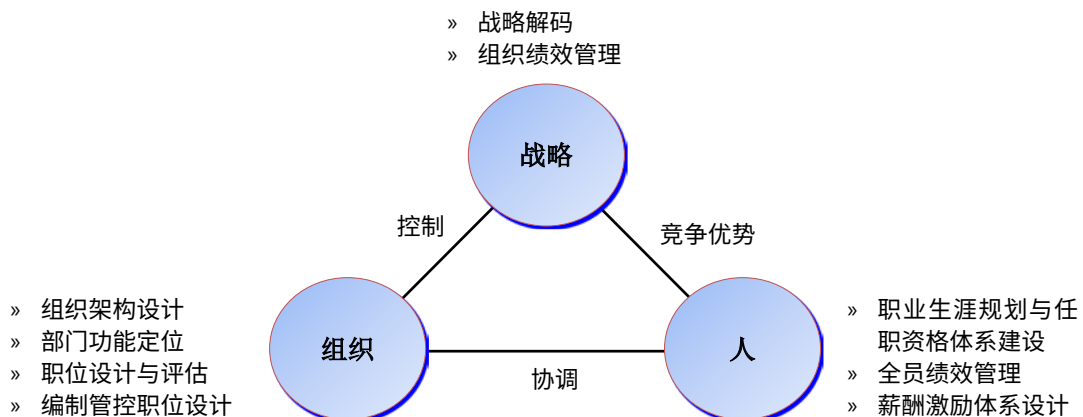 » 战略解码
» 组织绩效管理
战略
控制
竞争优势
» 组织架构设计
» 部门功能定位
» 职位设计与评估
» 编制管控职位设计
组织
协调
人
» 职业生涯规划与任
职资格体系建设
» 全员绩效管理
» 薪酬激励体系设计